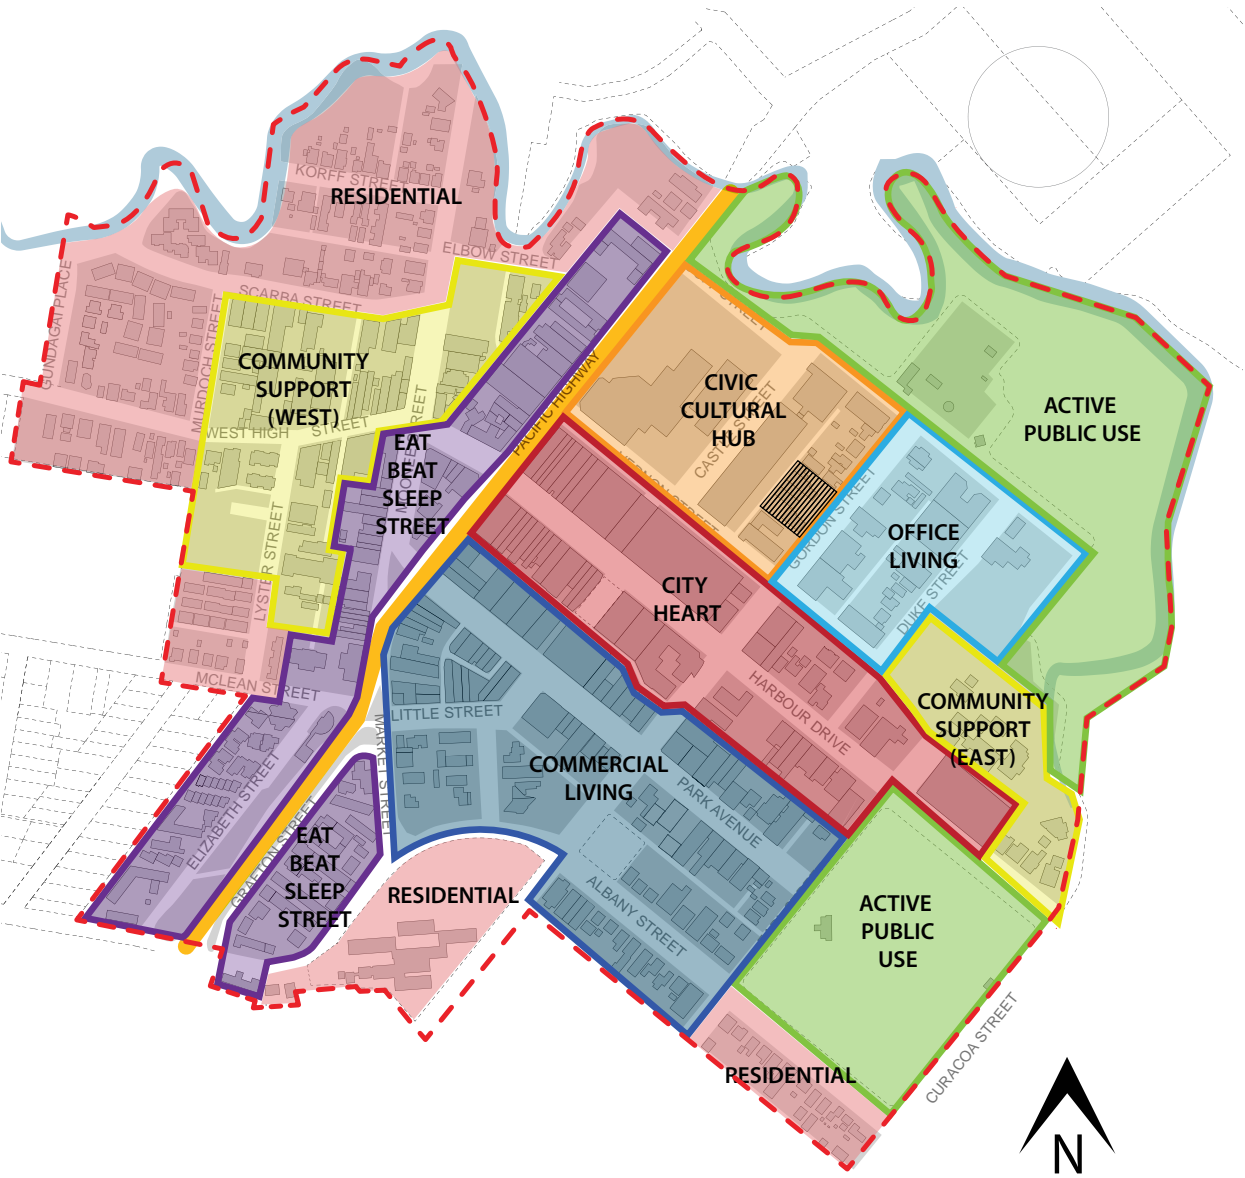 KORFF STREET
RESIDENTIAL
ELBOW STREET
GUNDAGAI PLACE
SCARBA STREET
MURDOCH STREET
COMMUNITY
SUPPORT
(WEST)
WEST HIGH STREET
EAT
BEAT
SLEEP
STREET
PACIFIC HIGHWAY
CIVIC
CULTURAL
HUB
VERNON STREET
GORDON STREET
ACTIVE
PUBLIC USE
OFFICE
LIVING
DUKE STREET
CITY
HEART
HARBOUR DRIVE
LYSTER STREET
MCLEAN STREET
COMMUNITY
SUPPORT
(EAST)
LITTLE STREET
MARKET STREET
COMMERCIAL
LIVING
PARK AVENUE
ELIZABETH STREET
GRAFTON STREET
EAT
BEAT
SLEEP
STREET
RESIDENTIAL
ALBANY STREET
ACTIVE
PUBLIC
USE
CURACOA STREET
RESIDENTIAL
N